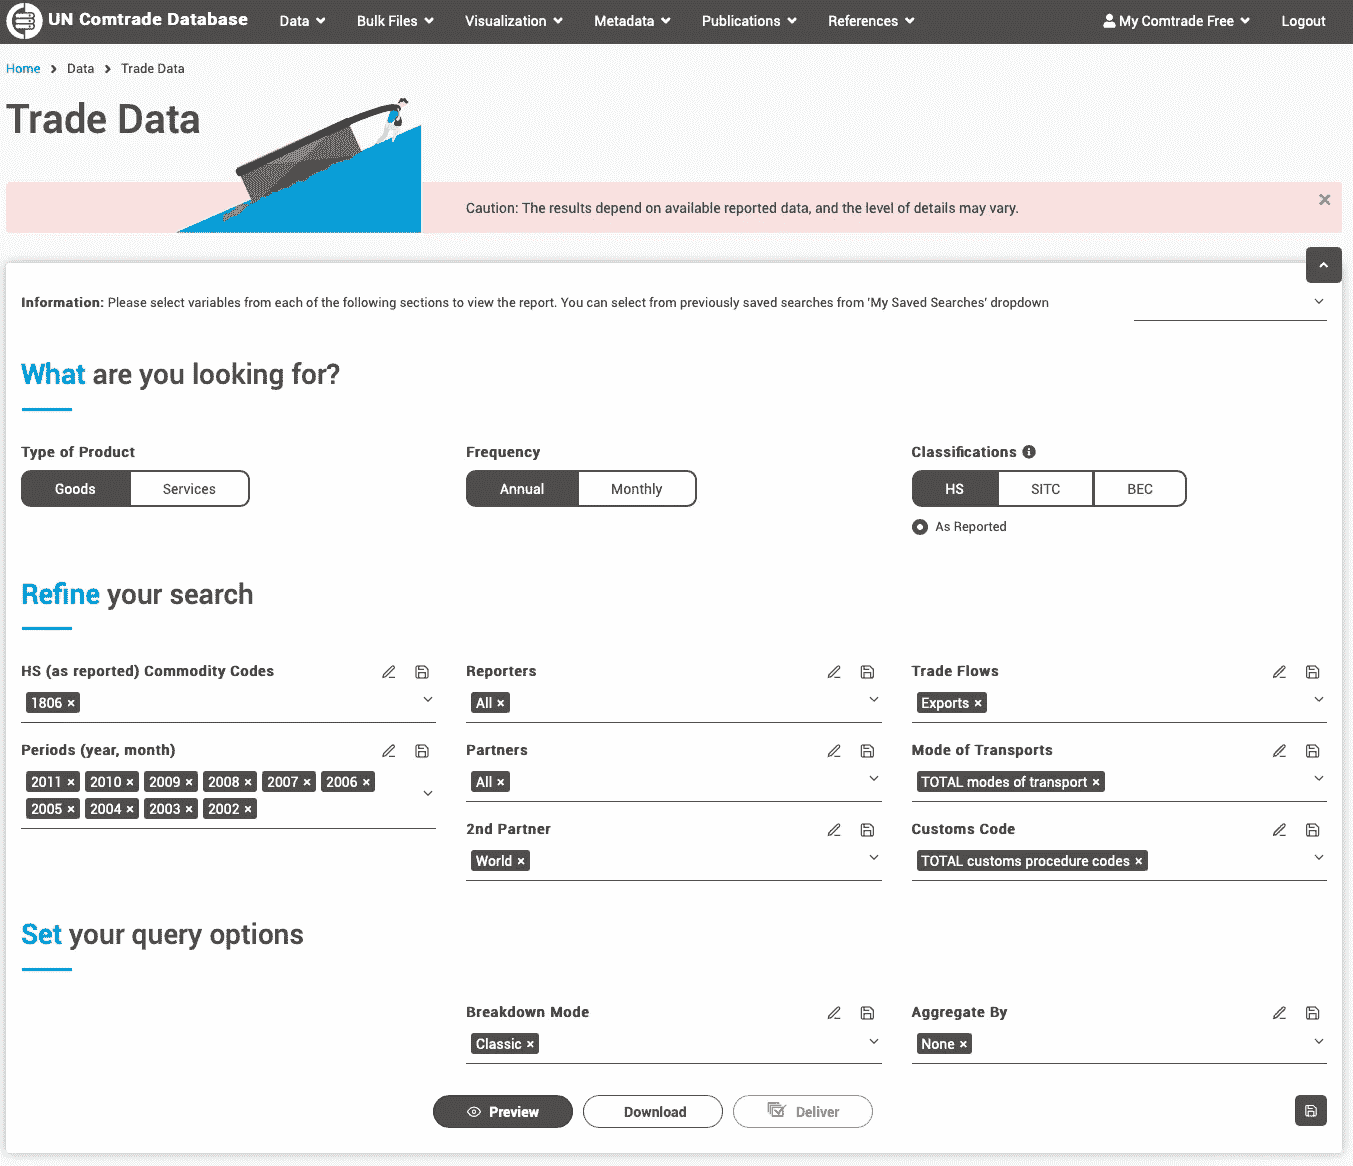 UN Comtrade Database Data Bulk Files Visualization Metadata Publications References My Comtrade Free Logout
Home > Data > Trade Data
Trade Data
Caution: The results depend on available reported data, and the level of details may vary. ×
Information: Please select variables from each of the following sections to view the report. You can select from previously saved searches from 'My Saved Searches' dropdown
What are you looking for?
Type of Product Frequency Classifications
Goods Services Annual Monthly HS SITC BEC
As Reported
Refine your search
HS (as reported) Commodity Codes Reporters Trade Flows
1806 × All × Exports ×
Periods (year, month) Partners Mode of Transports
2011 × 2010 × 2009 × 2008 × 2007 × 2006 × All × TOTAL modes of transport ×
2005 × 2004 × 2003 × 2002 ×
2nd Partner Customs Code
World × TOTAL customs procedure codes ×
Set your query options
Breakdown Mode Aggregate By
Classic × None ×
Preview Download Deliver